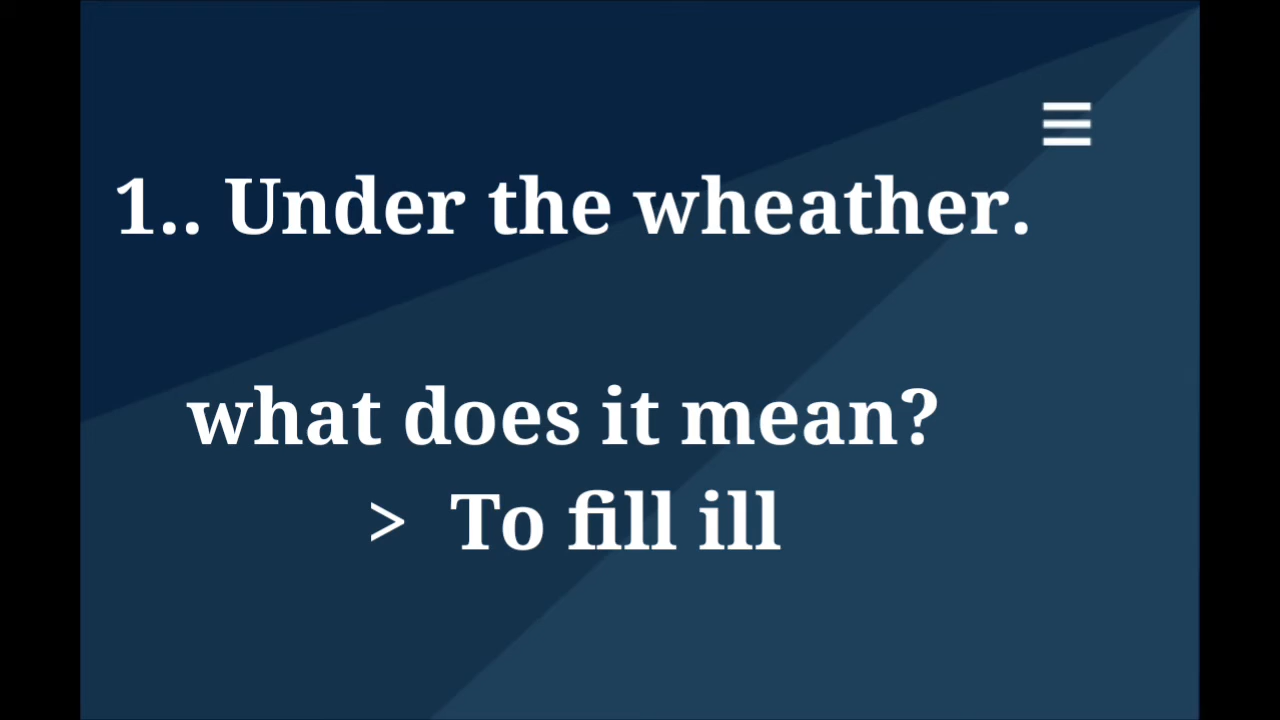 1.. Under the wheather.
what does it mean?
> To fill ill